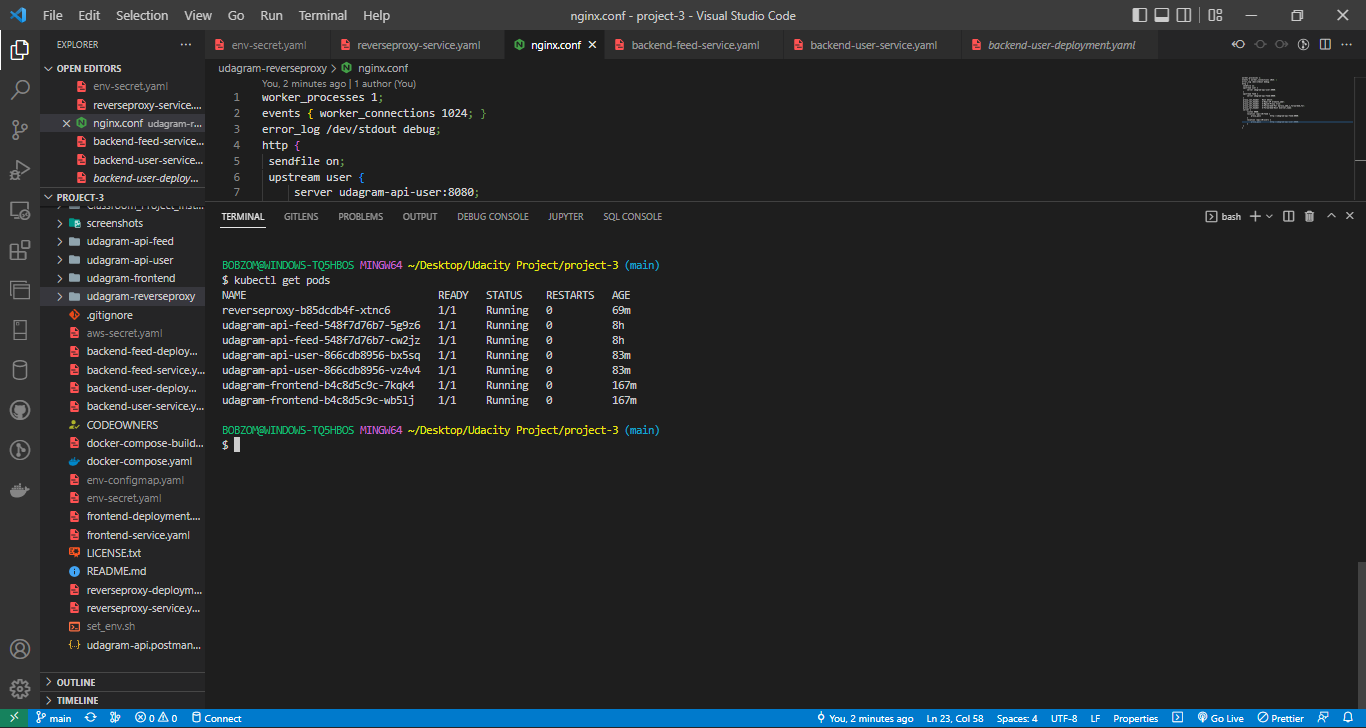 File Edit Selection View Go Run Terminal Help nginx.conf - project-3 - Visual Studio Code
EXPLORER
env-secret.yaml reverseproxy-service.yaml nginx.conf backend-feed-service.yaml backend-user-service.yaml backend-user-deployment.yaml
OPEN EDITORS
env-secret.yaml
reverseproxy-service....
nginx.conf udagram-r...
backend-feed-service...
backend-user-service...
backend-user-deploy...
PROJECT-3
screenshots
udagram-api-feed
udagram-api-user
udagram-frontend
udagram-reverseproxy
.gitignore
aws-secret.yaml
backend-feed-deploy...
backend-feed-service.y...
backend-user-deploy...
backend-user-service.y...
CODEOWNERS
docker-compose-build...
docker-compose.yaml
env-configmap.yaml
env-secret.yaml
frontend-deployment....
frontend-service.yaml
LICENSE.txt
README.md
reverseproxy-deploym...
reverseproxy-service.y...
set_env.sh
udagram-api.postman...
OUTLINE
TIMELINE
udagram-reverseproxy > nginx.conf
You, 2 minutes ago | 1 author (You)
1 worker_processes 1;
2 events { worker_connections 1024; }
3 error_log /dev/stdout debug;
4 http {
5 sendfile on;
6 upstream user {
7 server udagram-api-user:8080;
TERMINAL GITLENS PROBLEMS OUTPUT DEBUG CONSOLE JUPYTER SQL CONSOLE bash
BOBZOM@WINDOWS-TQ5HBOS MINGW64 ~/Desktop/Udacity Project/project-3 (main)
$ kubectl get pods
NAME READY STATUS RESTARTS AGE
reverseproxy-b85dcdb4f-xtnc6 1/1 Running 0 69m
udagram-api-feed-548f7d76b7-5g9z6 1/1 Running 0 8h
udagram-api-feed-548f7d76b7-cw2jz 1/1 Running 0 8h
udagram-api-user-866cdb8956-bx5sq 1/1 Running 0 83m
udagram-api-user-866cdb8956-vz4v4 1/1 Running 0 83m
udagram-frontend-b4c8d5c9c-7kqk4 1/1 Running 0 167m
udagram-frontend-b4c8d5c9c-wb5lj 1/1 Running 0 167m
BOBZOM@WINDOWS-TQ5HBOS MINGW64 ~/Desktop/Udacity Project/project-3 (main)
$
main 0 0 Connect You, 2 minutes ago Ln 23, Col 58 Spaces: 4 UTF-8 LF Properties Go Live Prettier